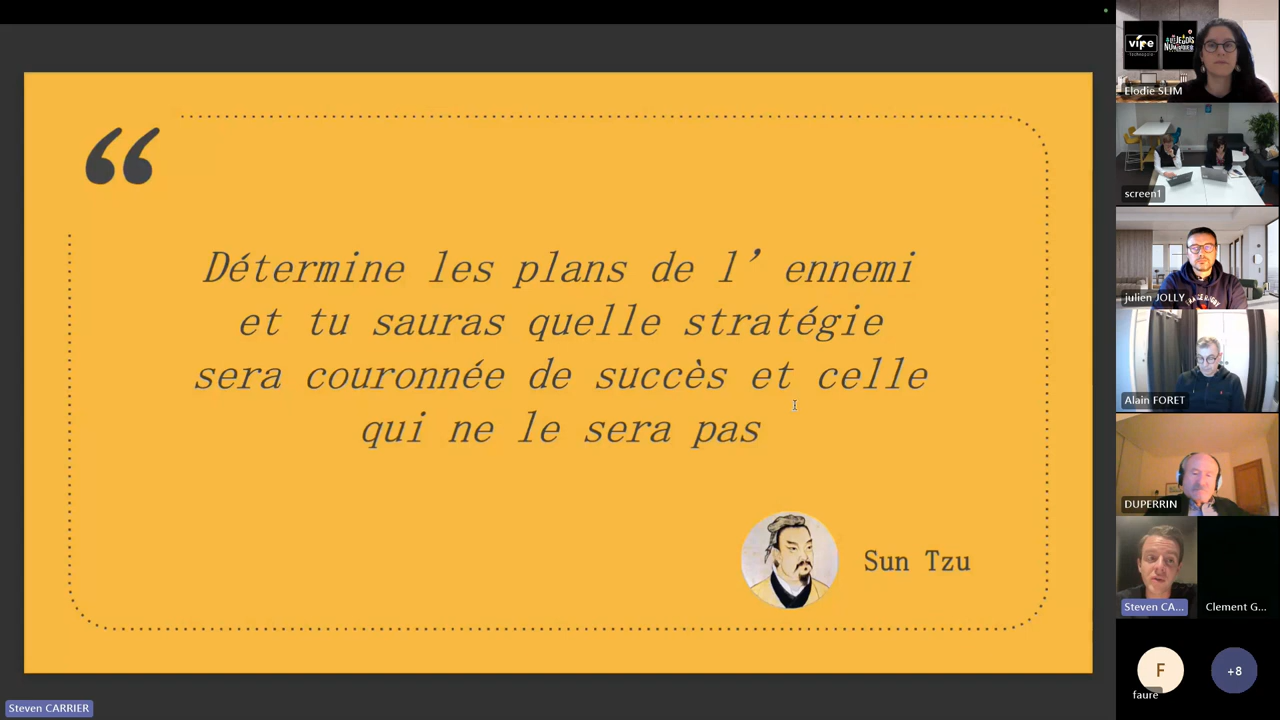 “
Détermine les plans de l’ennemi
et tu sauras quelle stratégie
sera couronnée de succès et celle
qui ne le sera pas
Sun Tzu
Steven CARRIER
vipe
Elodie SLIM
screen1
julien JOLLY
Alain FORET
DUPERRIN
Steven CA...
Clement G...
F
faure
+8